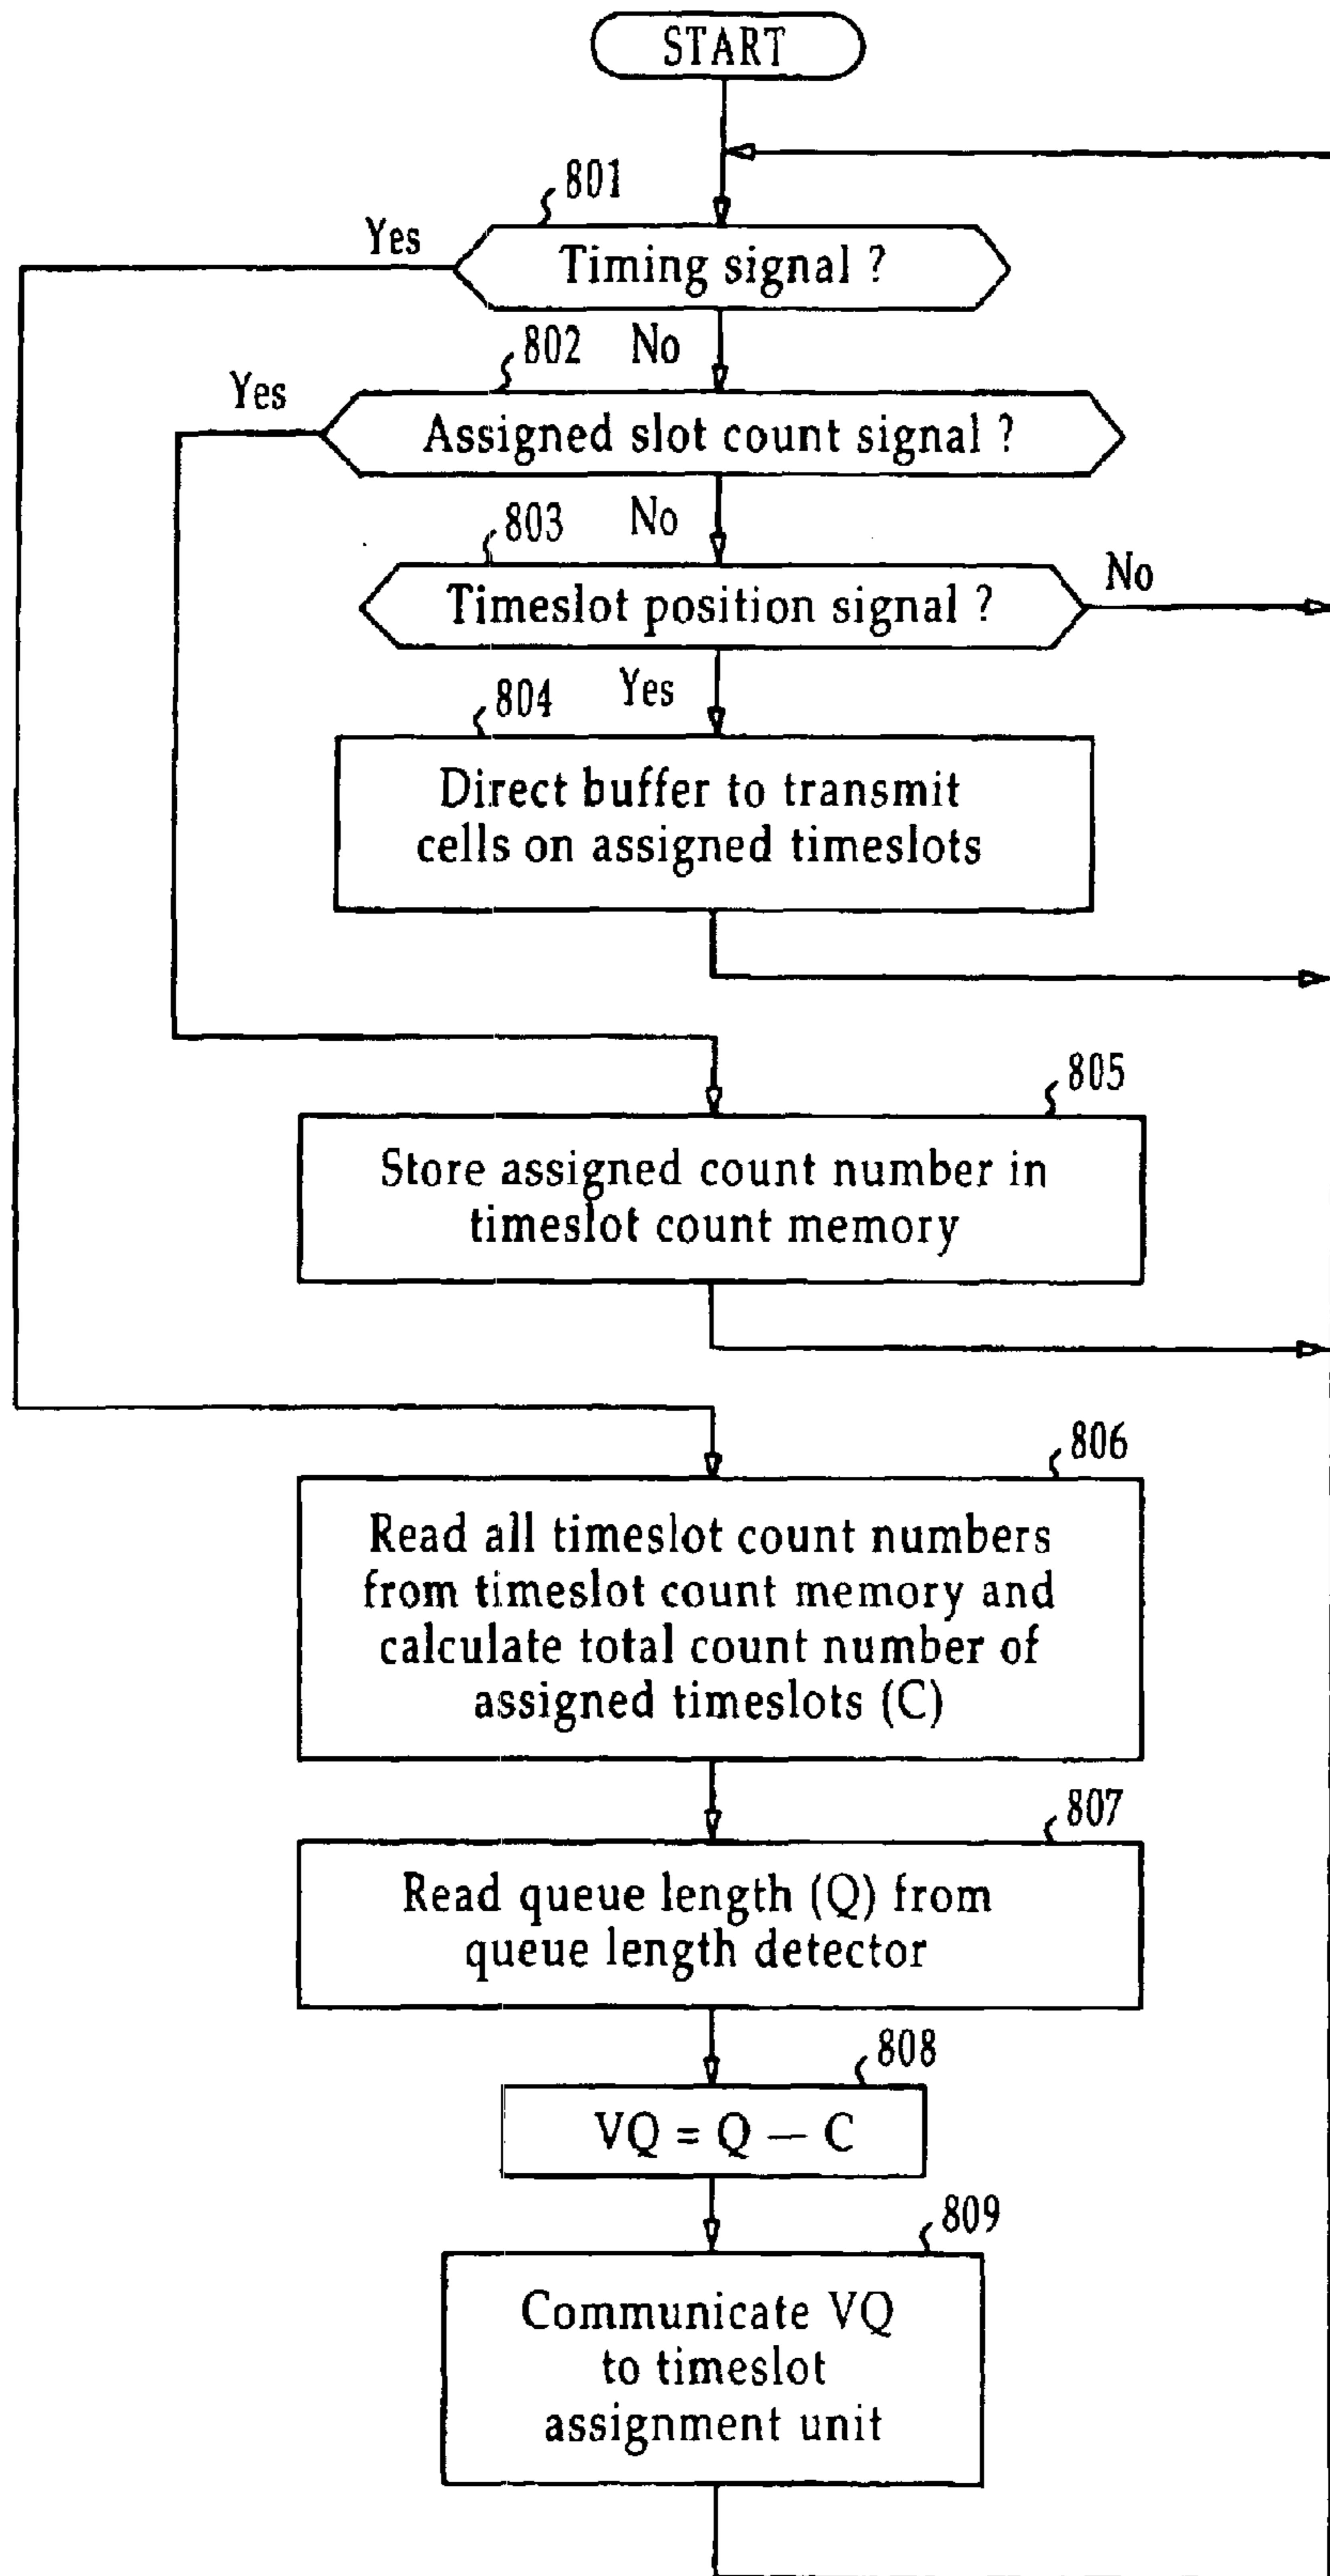 START
801
Yes
Timing signal ?
802
No
Yes
Assigned slot count signal ?
803
No
No
Timeslot position signal ?
804
Yes
Direct buffer to transmit
cells on assigned timeslots
805
Store assigned count number in
timeslot count memory
806
Read all timeslot count numbers
from timeslot count memory and
calculate total count number of
assigned timeslots (C)
807
Read queue length (Q) from
queue length detector
808
VQ = Q — C
809
Communicate VQ
to timeslot
assignment unit